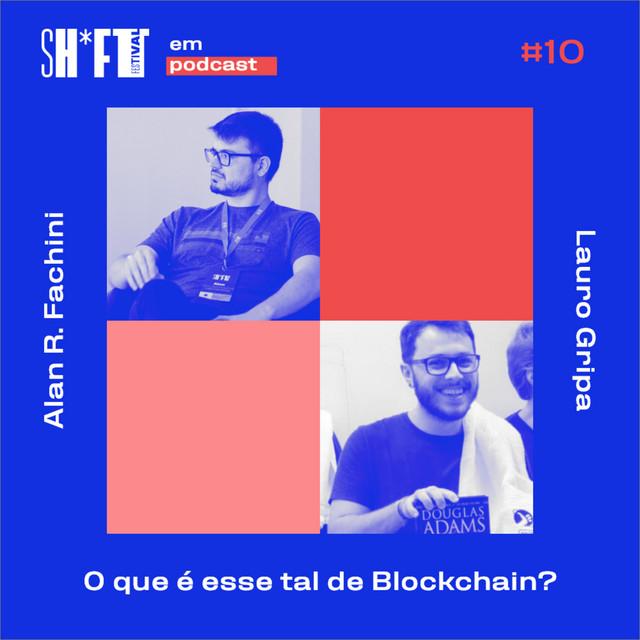 SH*FT
FESTIVAL
em
podcast
#10
Alan R. Fachini
Lauro Gripa
DOUGLAS
ADAMS
O que é esse tal de Blockchain?